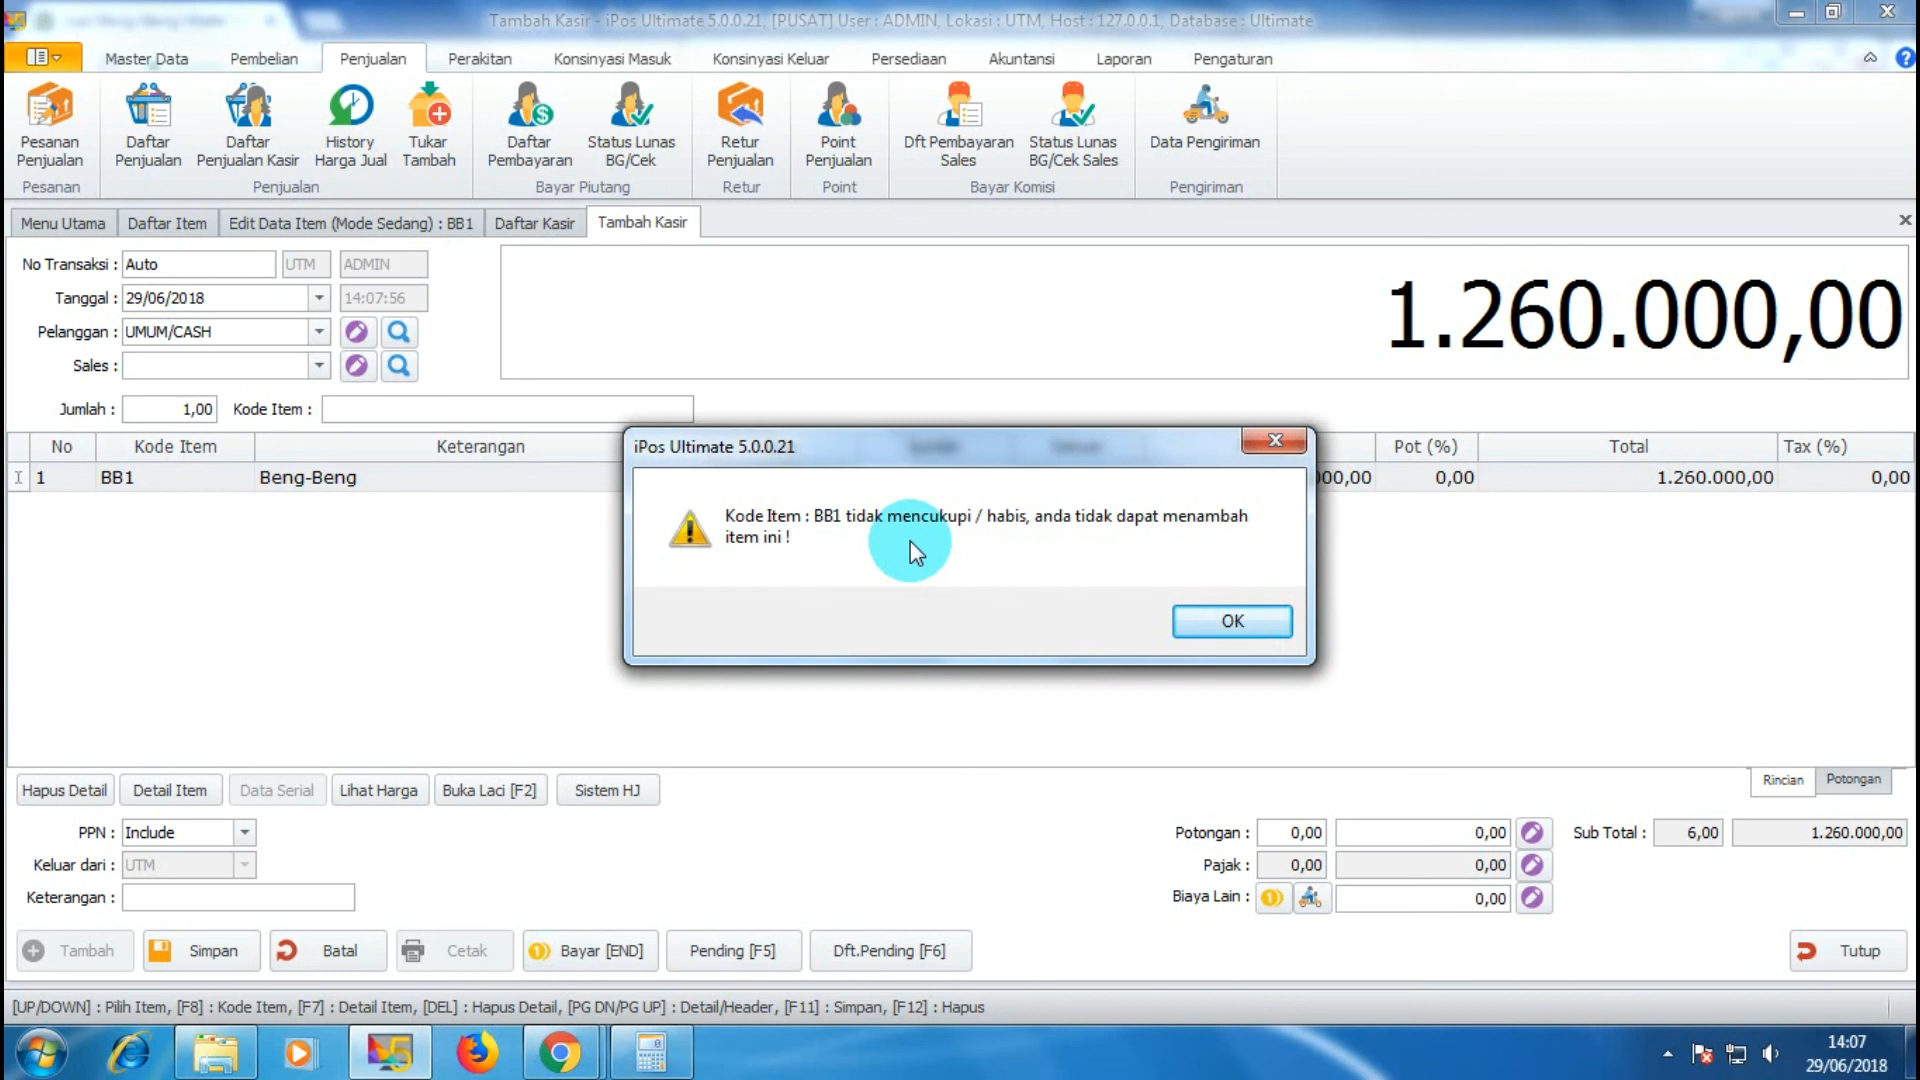 Tambah Kasir - iPos Ultimate 5.0.0.21, [PUSAT] User : ADMIN, Lokasi : UTM, Host : 127.0.0.1, Database : Ultimate
Master Data Pembelian Penjualan Perakitan Konsinyasi Masuk Konsinyasi Keluar Persediaan Akuntansi Laporan Pengaturan
Pesanan Penjualan
Daftar Penjualan
Daftar Penjualan Kasir
History Harga Jual
Tukar Tambah
Daftar Pembayaran
Status Lunas BG/Cek
Retur Penjualan
Point Penjualan
Dft Pembayaran Sales
Status Lunas BG/Cek Sales
Data Pengiriman
Pesanan Penjualan Bayar Piutang Retur Point Bayar Komisi Pengiriman
Menu Utama Daftar Item Edit Data Item (Mode Sedang) : BB1 Daftar Kasir Tambah Kasir
No Transaksi : Auto UTM ADMIN
Tanggal : 29/06/2018 14:07:56
Pelanggan : UMUM/CASH
Sales :
1.260.000,00
Jumlah : 1,00 Kode Item :
No Kode Item Keterangan Pot (%) Total Tax (%)
1 BB1 Beng-Beng 000,00 0,00 1.260.000,00 0,00
iPos Ultimate 5.0.0.21
Kode Item : BB1 tidak mencukupi / habis, anda tidak dapat menambah
item ini !
OK
Hapus Detail Detail Item Data Serial Lihat Harga Buka Laci [F2] Sistem HJ
Rincian Potongan
PPN : Include
Keluar dari : UTM
Keterangan :
Potongan : 0,00 0,00 Sub Total : 6,00 1.260.000,00
Pajak : 0,00 0,00
Biaya Lain : 0,00
Tambah Simpan Batal Cetak Bayar [END] Pending [F5] Dft.Pending [F6] Tutup
[UP/DOWN] : Pilih Item, [F8] : Kode Item, [F7] : Detail Item, [DEL] : Hapus Detail, [PG DN/PG UP] : Detail/Header, [F11] : Simpan, [F12] : Hapus
14:07
29/06/2018